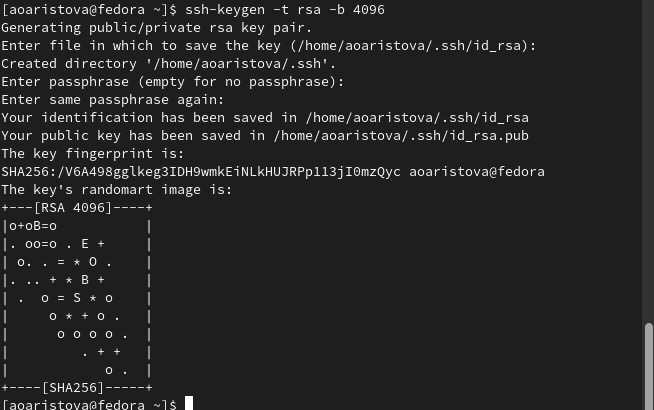 [aoaristova@fedora ~]$ ssh-keygen -t rsa -b 4096
Generating public/private rsa key pair.
Enter file in which to save the key (/home/aoaristova/.ssh/id_rsa):
Created directory '/home/aoaristova/.ssh'.
Enter passphrase (empty for no passphrase):
Enter same passphrase again:
Your identification has been saved in /home/aoaristova/.ssh/id_rsa
Your public key has been saved in /home/aoaristova/.ssh/id_rsa.pub
The key fingerprint is:
SHA256:/V6A498gglkeg3IDH9wmkEiNLkHUJRPp113jI0mzQyc aoaristova@fedora
The key's randomart image is:
+---[RSA 4096]----+
|o+oB=o           |
|. oo=o . E +     |
| o. . = * O .    |
|. .. + * B +     |
| .  o = S * o    |
|     o * + o .   |
|      o o o o .  |
|         . + +   |
|            o .  |
+----[SHA256]-----+
[aoaristova@fedora ~]$